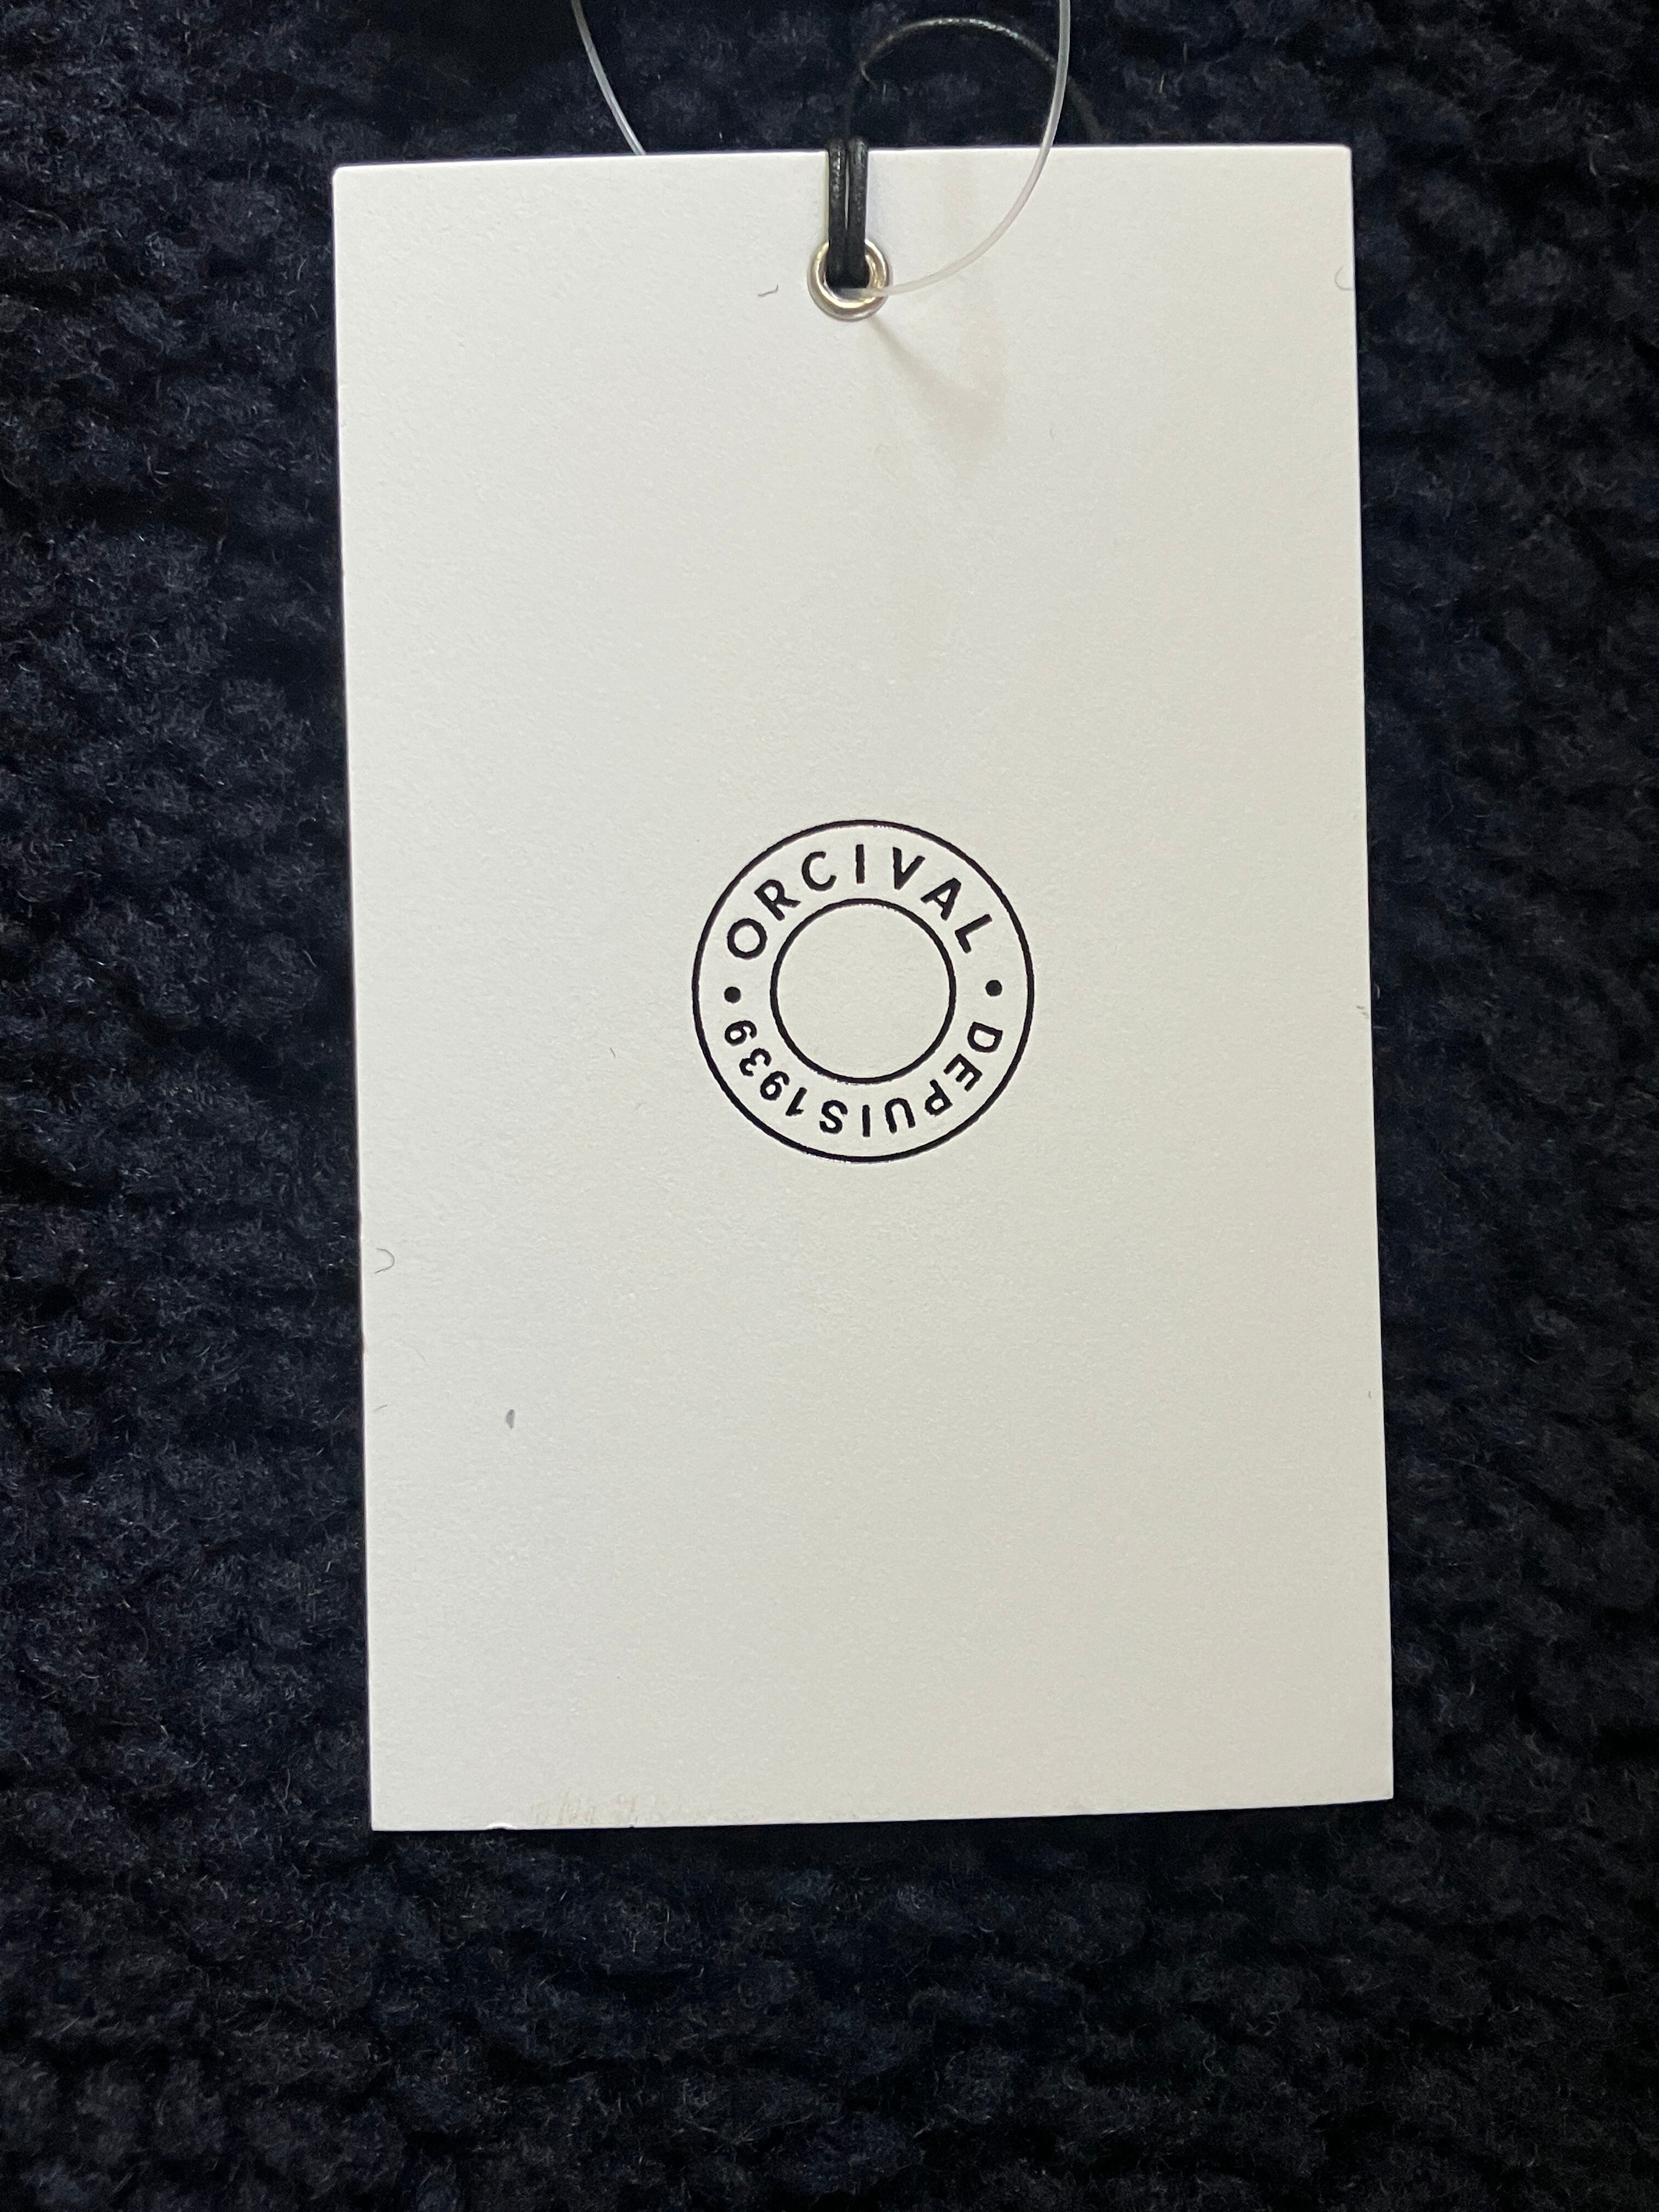 ORCIVAL • DEPUIS1939 •